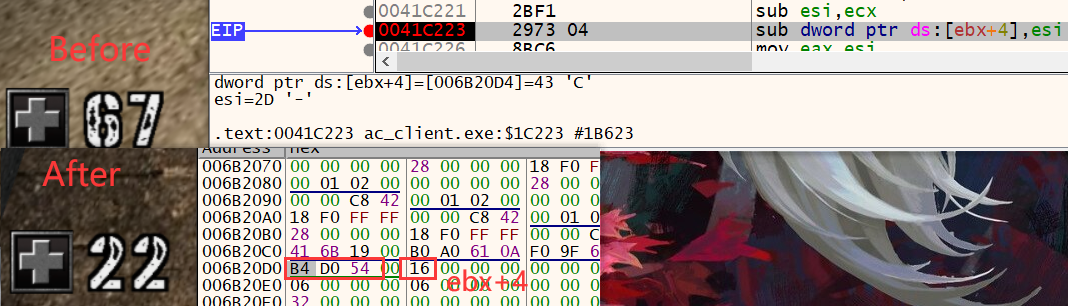 Before
67
0041C221 2BF1 sub esi,ecx
EIP 0041C223 2973 04 sub dword ptr ds:[ebx+4],esi
0041C226 8BC6 mov eax,esi
dword ptr ds:[ebx+4]=[006B20D4]=43 'C'
esi=2D '-'
.text:0041C223 ac_client.exe:$1C223 #1B623
After
22
Address Hex
006B2070 00 00 00 00 28 00 00 00 18 F0 F
006B2080 00 01 02 00 00 00 00 00 28 00 0
006B2090 00 00 C8 42 00 01 02 00 00 00 0
006B20A0 18 F0 FF FF 00 00 C8 42 00 01 0
006B20B0 28 00 00 00 18 F0 FF FF 00 00 C
006B20C0 41 6B 19 00 B0 A0 61 0A F0 9F 6
006B20D0 B4 D0 54 00 16 00 00 00 00 00 0
006B20E0 06 00 00 00 06 00 00 00 00 00 0
ebx+4
32 00 00 00 00 00 00 00 00 00 0